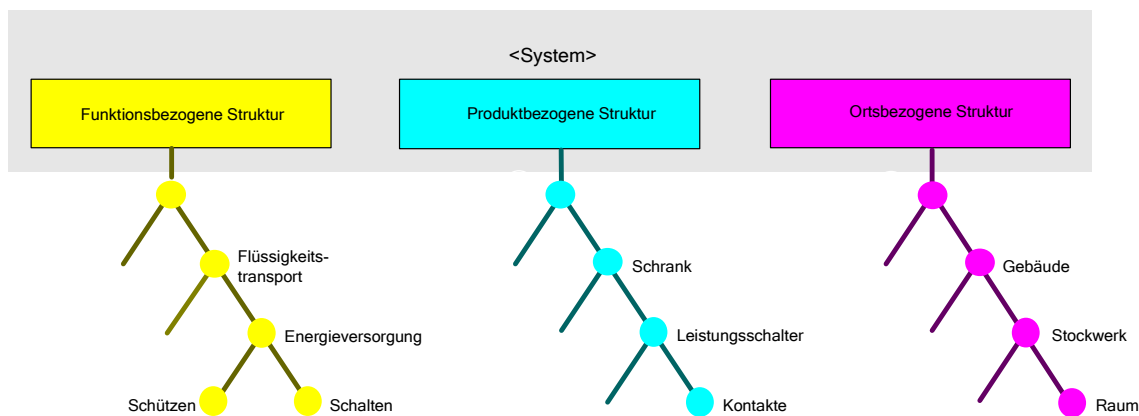 <System>
Funktionsbezogene Struktur
Produktbezogene Struktur
Ortsbezogene Struktur
Flüssigkeits-
transport
Schrank
Gebäude
Energieversorgung
Leistungsschalter
Stockwerk
Schützen
Schalten
Kontakte
Raum